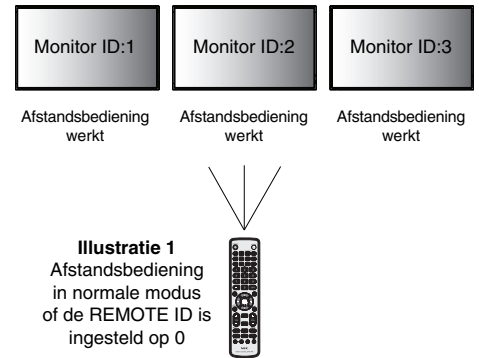 Monitor ID:1
Monitor ID:2
Monitor ID:3
Afstandsbediening
werkt
Afstandsbediening
werkt
Afstandsbediening
werkt
Illustratie 1
Afstandsbediening
in normale modus
of de REMOTE ID is
ingesteld op 0